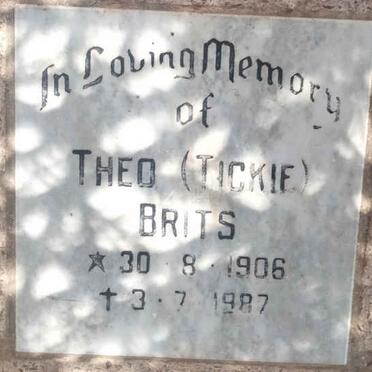 In Loving Memory
of
THEO (TICKIE)
BRITS
☆ 30 · 8 · 1906
✝ 3 · 7 1987